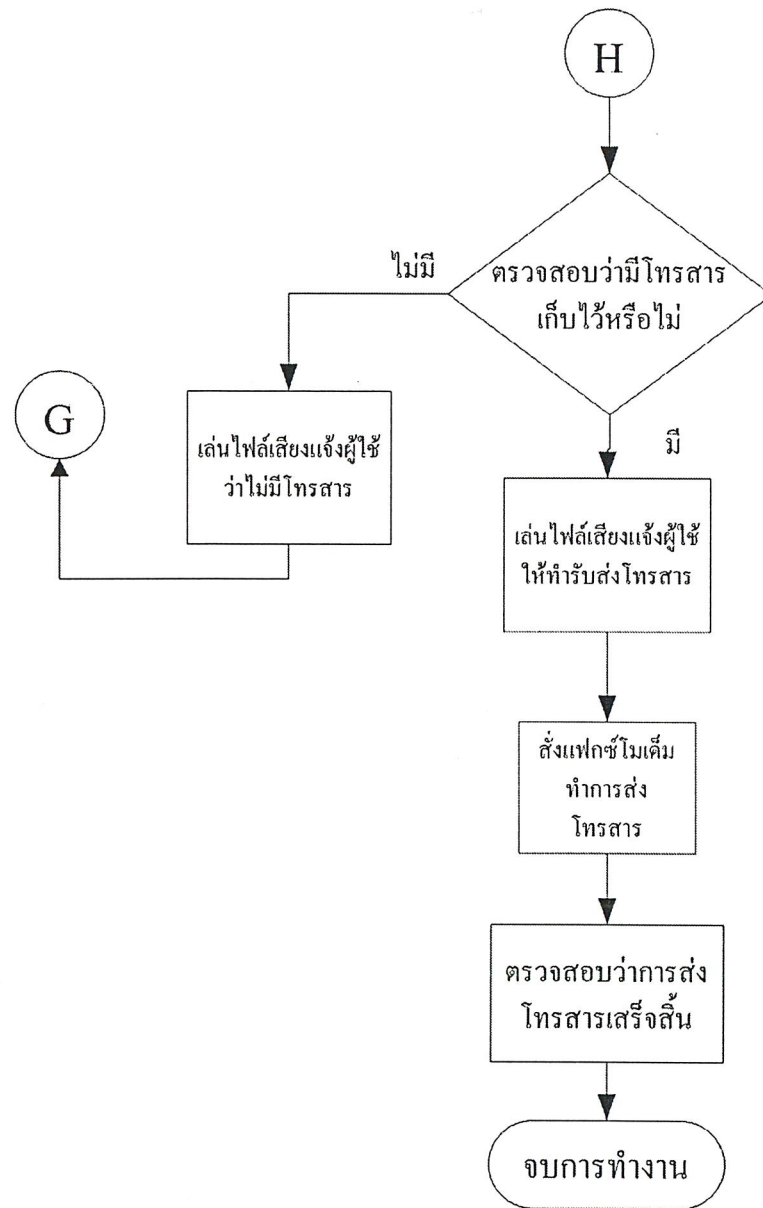 H
ไม่มี
ตรวจสอบว่ามีโทรสาร
เก็บไว้หรือไม่
G
เล่นไฟล์เสียงแจ้งผู้ใช้
ว่าไม่มีโทรสาร
มี
เล่นไฟล์เสียงแจ้งผู้ใช้
ให้ทำรับส่งโทรสาร
สั่งแฟกซ์โมเด็ม
ทำการส่ง
โทรสาร
ตรวจสอบว่าการส่ง
โทรสารเสร็จสิ้น
จบการทำงาน